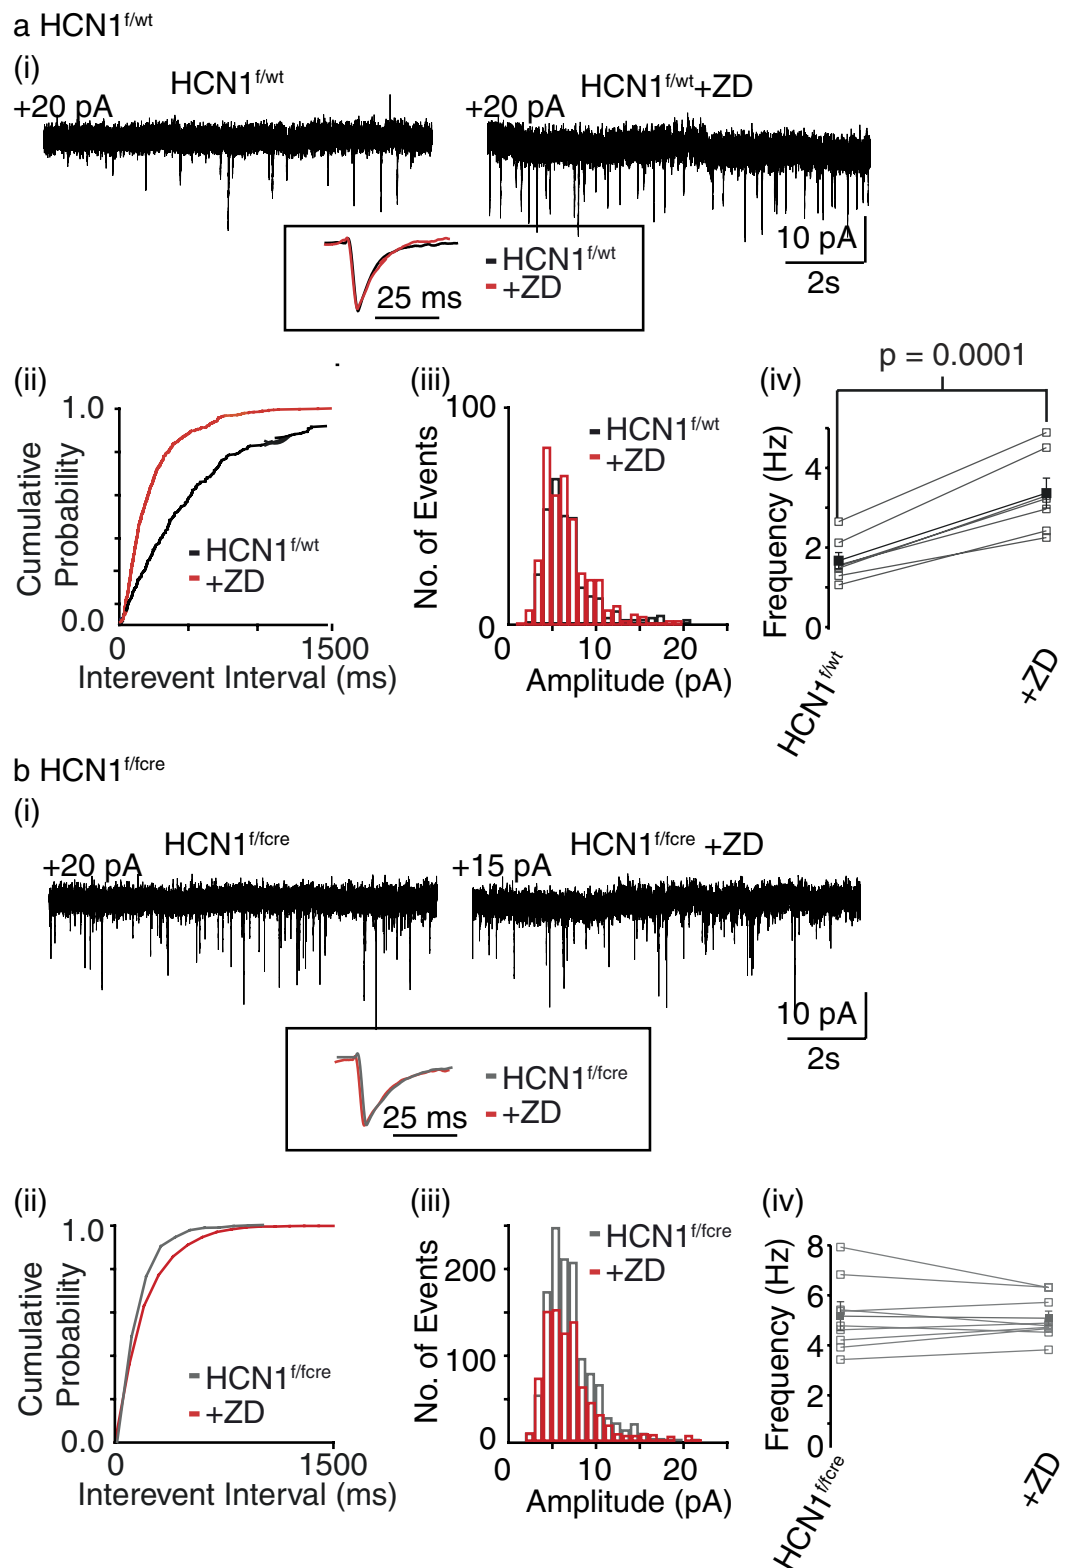 a HCN1f/wt
(i)
HCN1f/wt
HCN1f/wt+ZD
+20 pA
+20 pA
10 pA
2s
HCN1f/wt
+ZD
25 ms
(ii)
(iii)
(iv)
p = 0.0001
1.0
0.0
Cumulative
Probability
HCN1f/wt
+ZD
0
1500
Interevent Interval (ms)
100
0
No. of Events
HCN1f/wt
+ZD
0
10
20
Amplitude (pA)
4
2
0
Frequency (Hz)
HCN1f/wt
+ZD
b HCN1f/fcre
(i)
HCN1f/fcre
HCN1f/fcre +ZD
+20 pA
+15 pA
10 pA
2s
HCN1f/fcre
+ZD
25 ms
(ii)
(iii)
(iv)
1.0
0.0
Cumulative
Probability
HCN1f/fcre
+ZD
0
1500
Interevent Interval (ms)
200
100
0
No. of Events
HCN1f/fcre
+ZD
0
10
20
Amplitude (pA)
8
6
4
2
0
Frequency (Hz)
HCN1f/fcre
+ZD